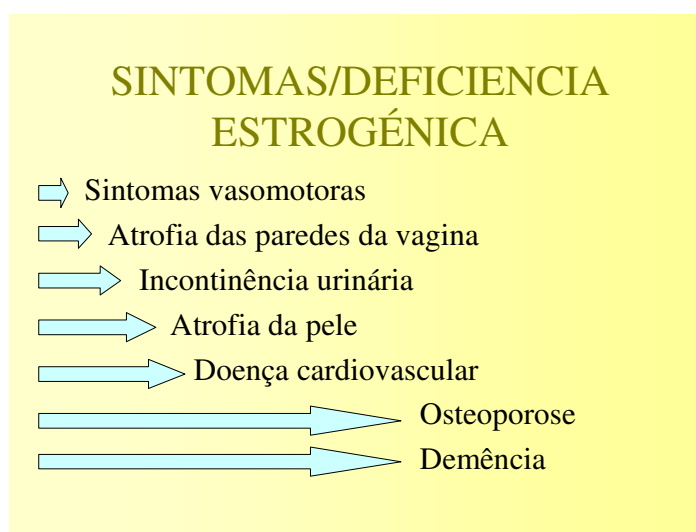 SINTOMAS/DEFICIENCIA
ESTROGÉNICA
Sintomas vasomotoras
Atrofia das paredes da vagina
Incontinência urinária
Atrofia da pele
Doença cardiovascular
Osteoporose
Demência